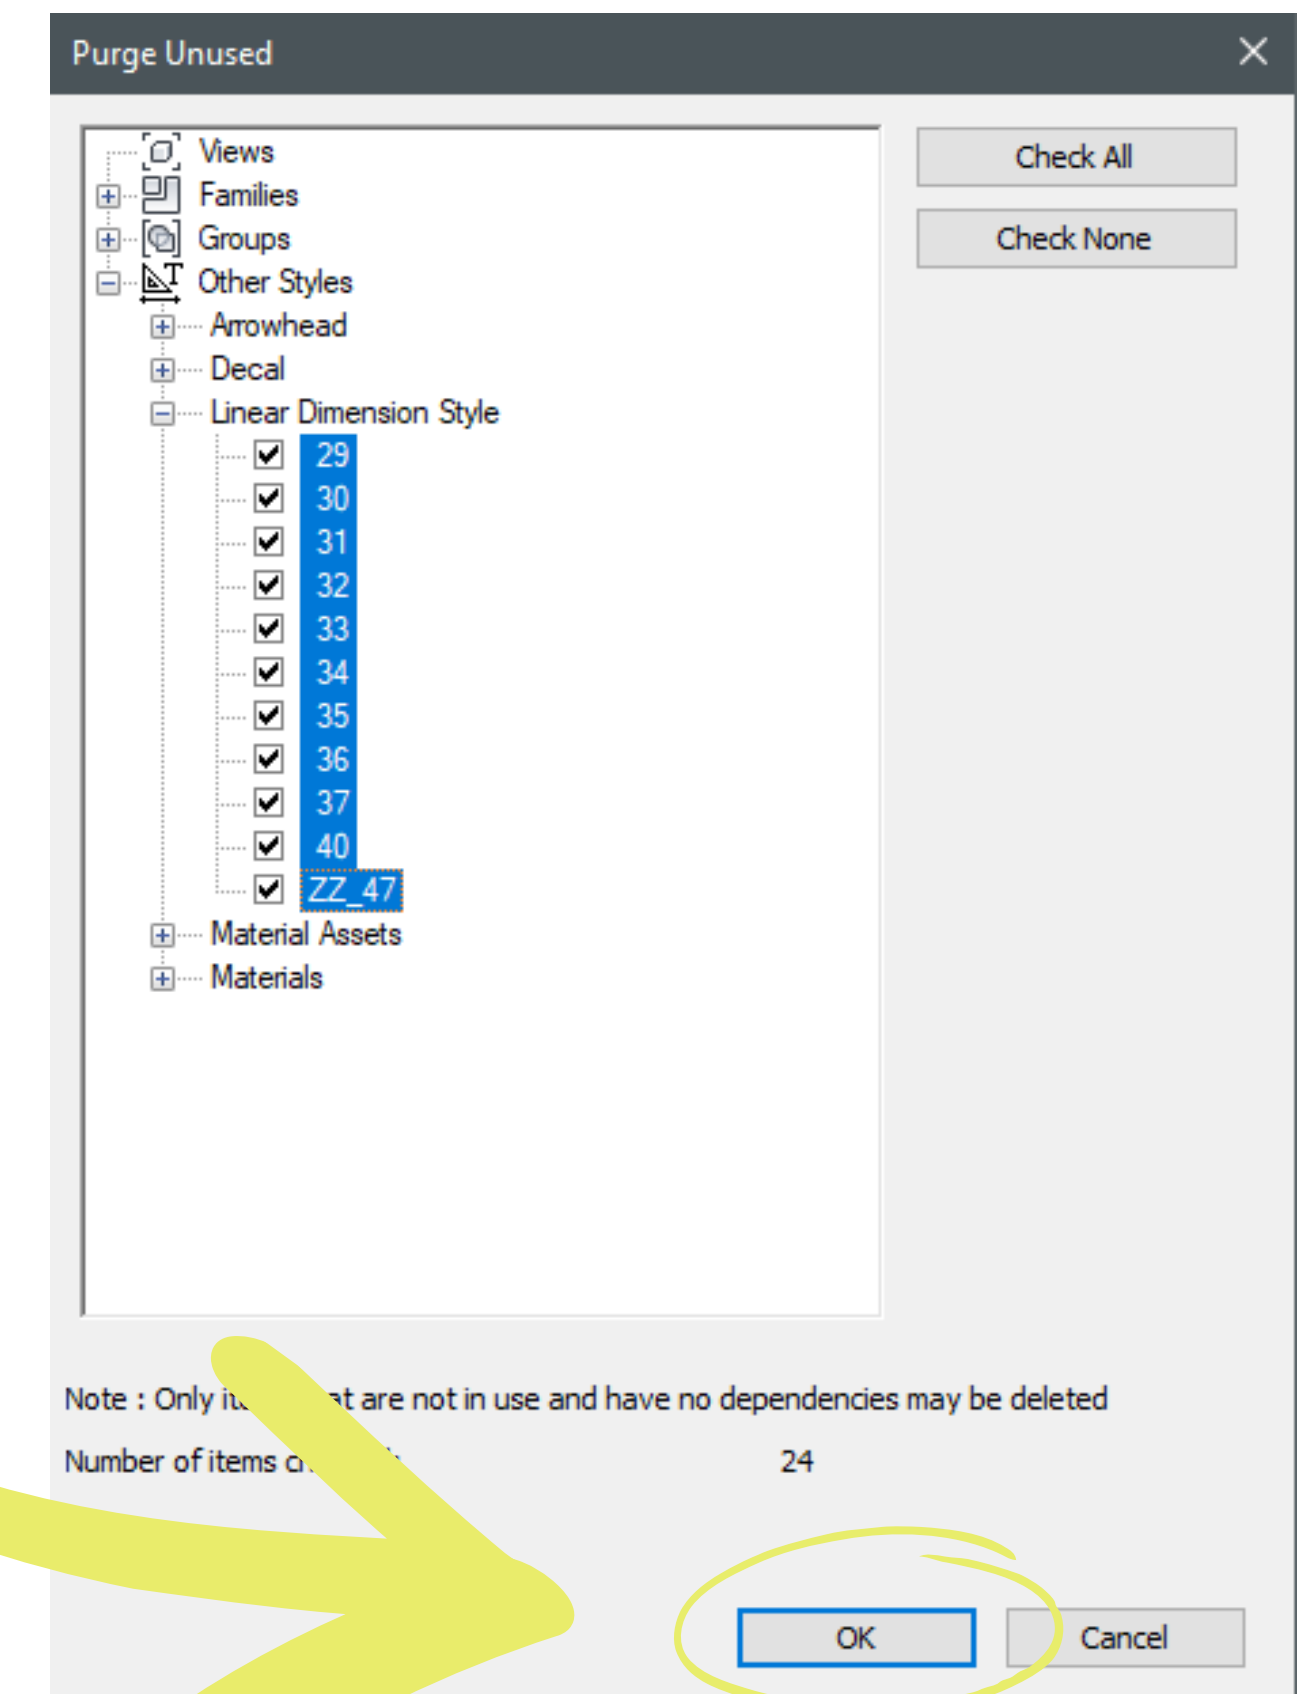 Purge Unused
Views
Check All
Families
Groups
Check None
Other Styles
Arrowhead
Decal
Linear Dimension Style
29
30
31
32
33
34
35
36
37
40
ZZ_47
Material Assets
Materials
Note : Only are not in use and have no dependencies may be deleted
Number of items 24
OK
Cancel